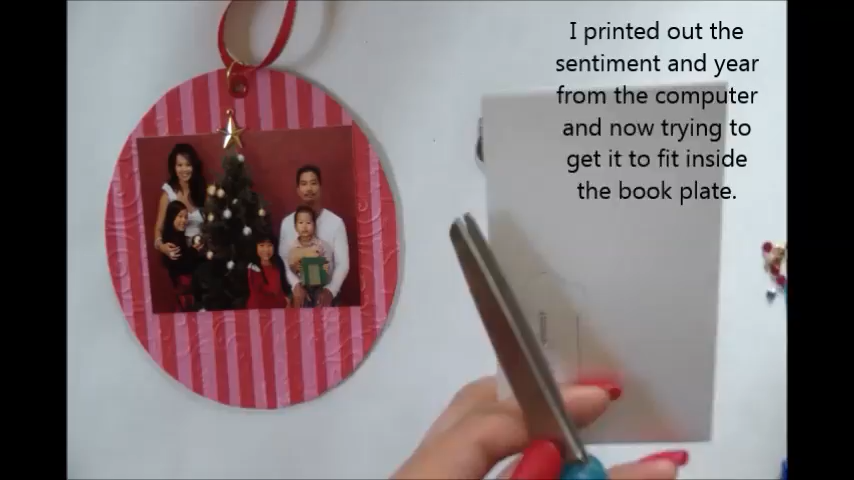 I printed out the
sentiment and year
from the computer
and now trying to
get it to fit inside
the book plate.